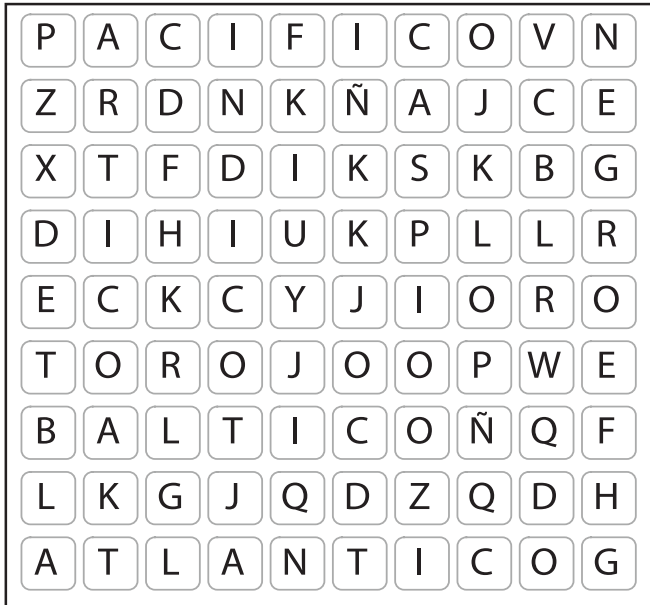 P A C I F I C O V N
Z R D N K Ñ A J C E
X T F D I K S K B G
D I H I U K P L L R
E C K C Y J I O R O
T O R O J O O P W E
B A L T I C O Ñ Q F
L K G J Q D Z Q D H
A T L A N T I C O G